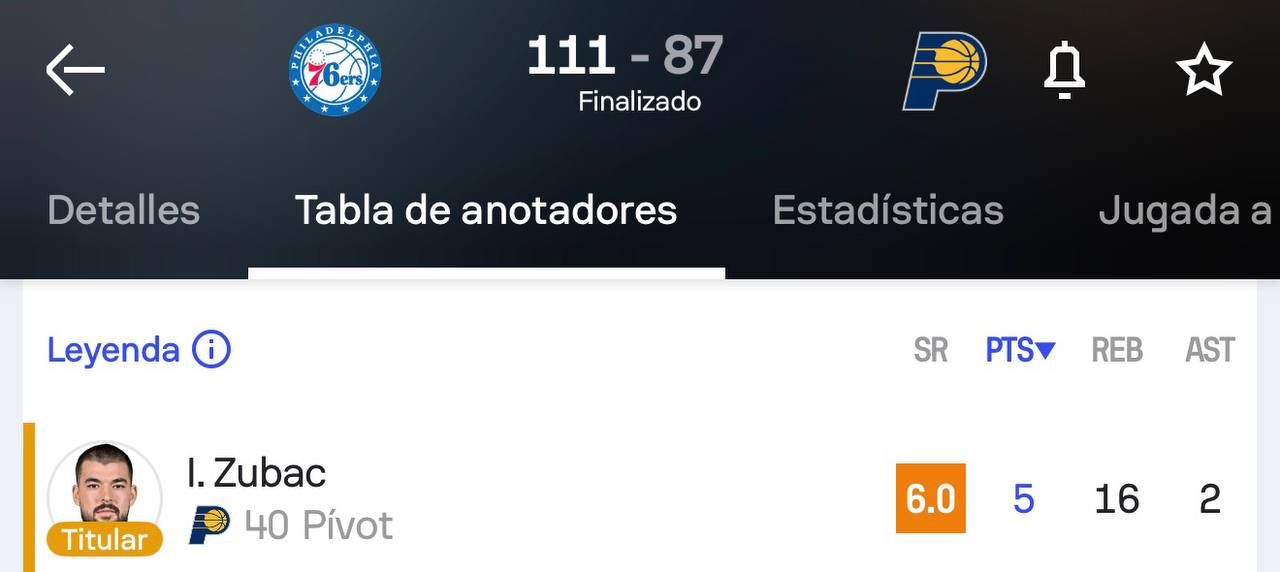 PHILADELPHIA
76ers
111 - 87
Finalizado
Detalles
Tabla de anotadores
Estadísticas
Jugada a
Leyenda
SR PTS▼ REB AST
I. Zubac
40 Pívot
Titular
6.0 5 16 2